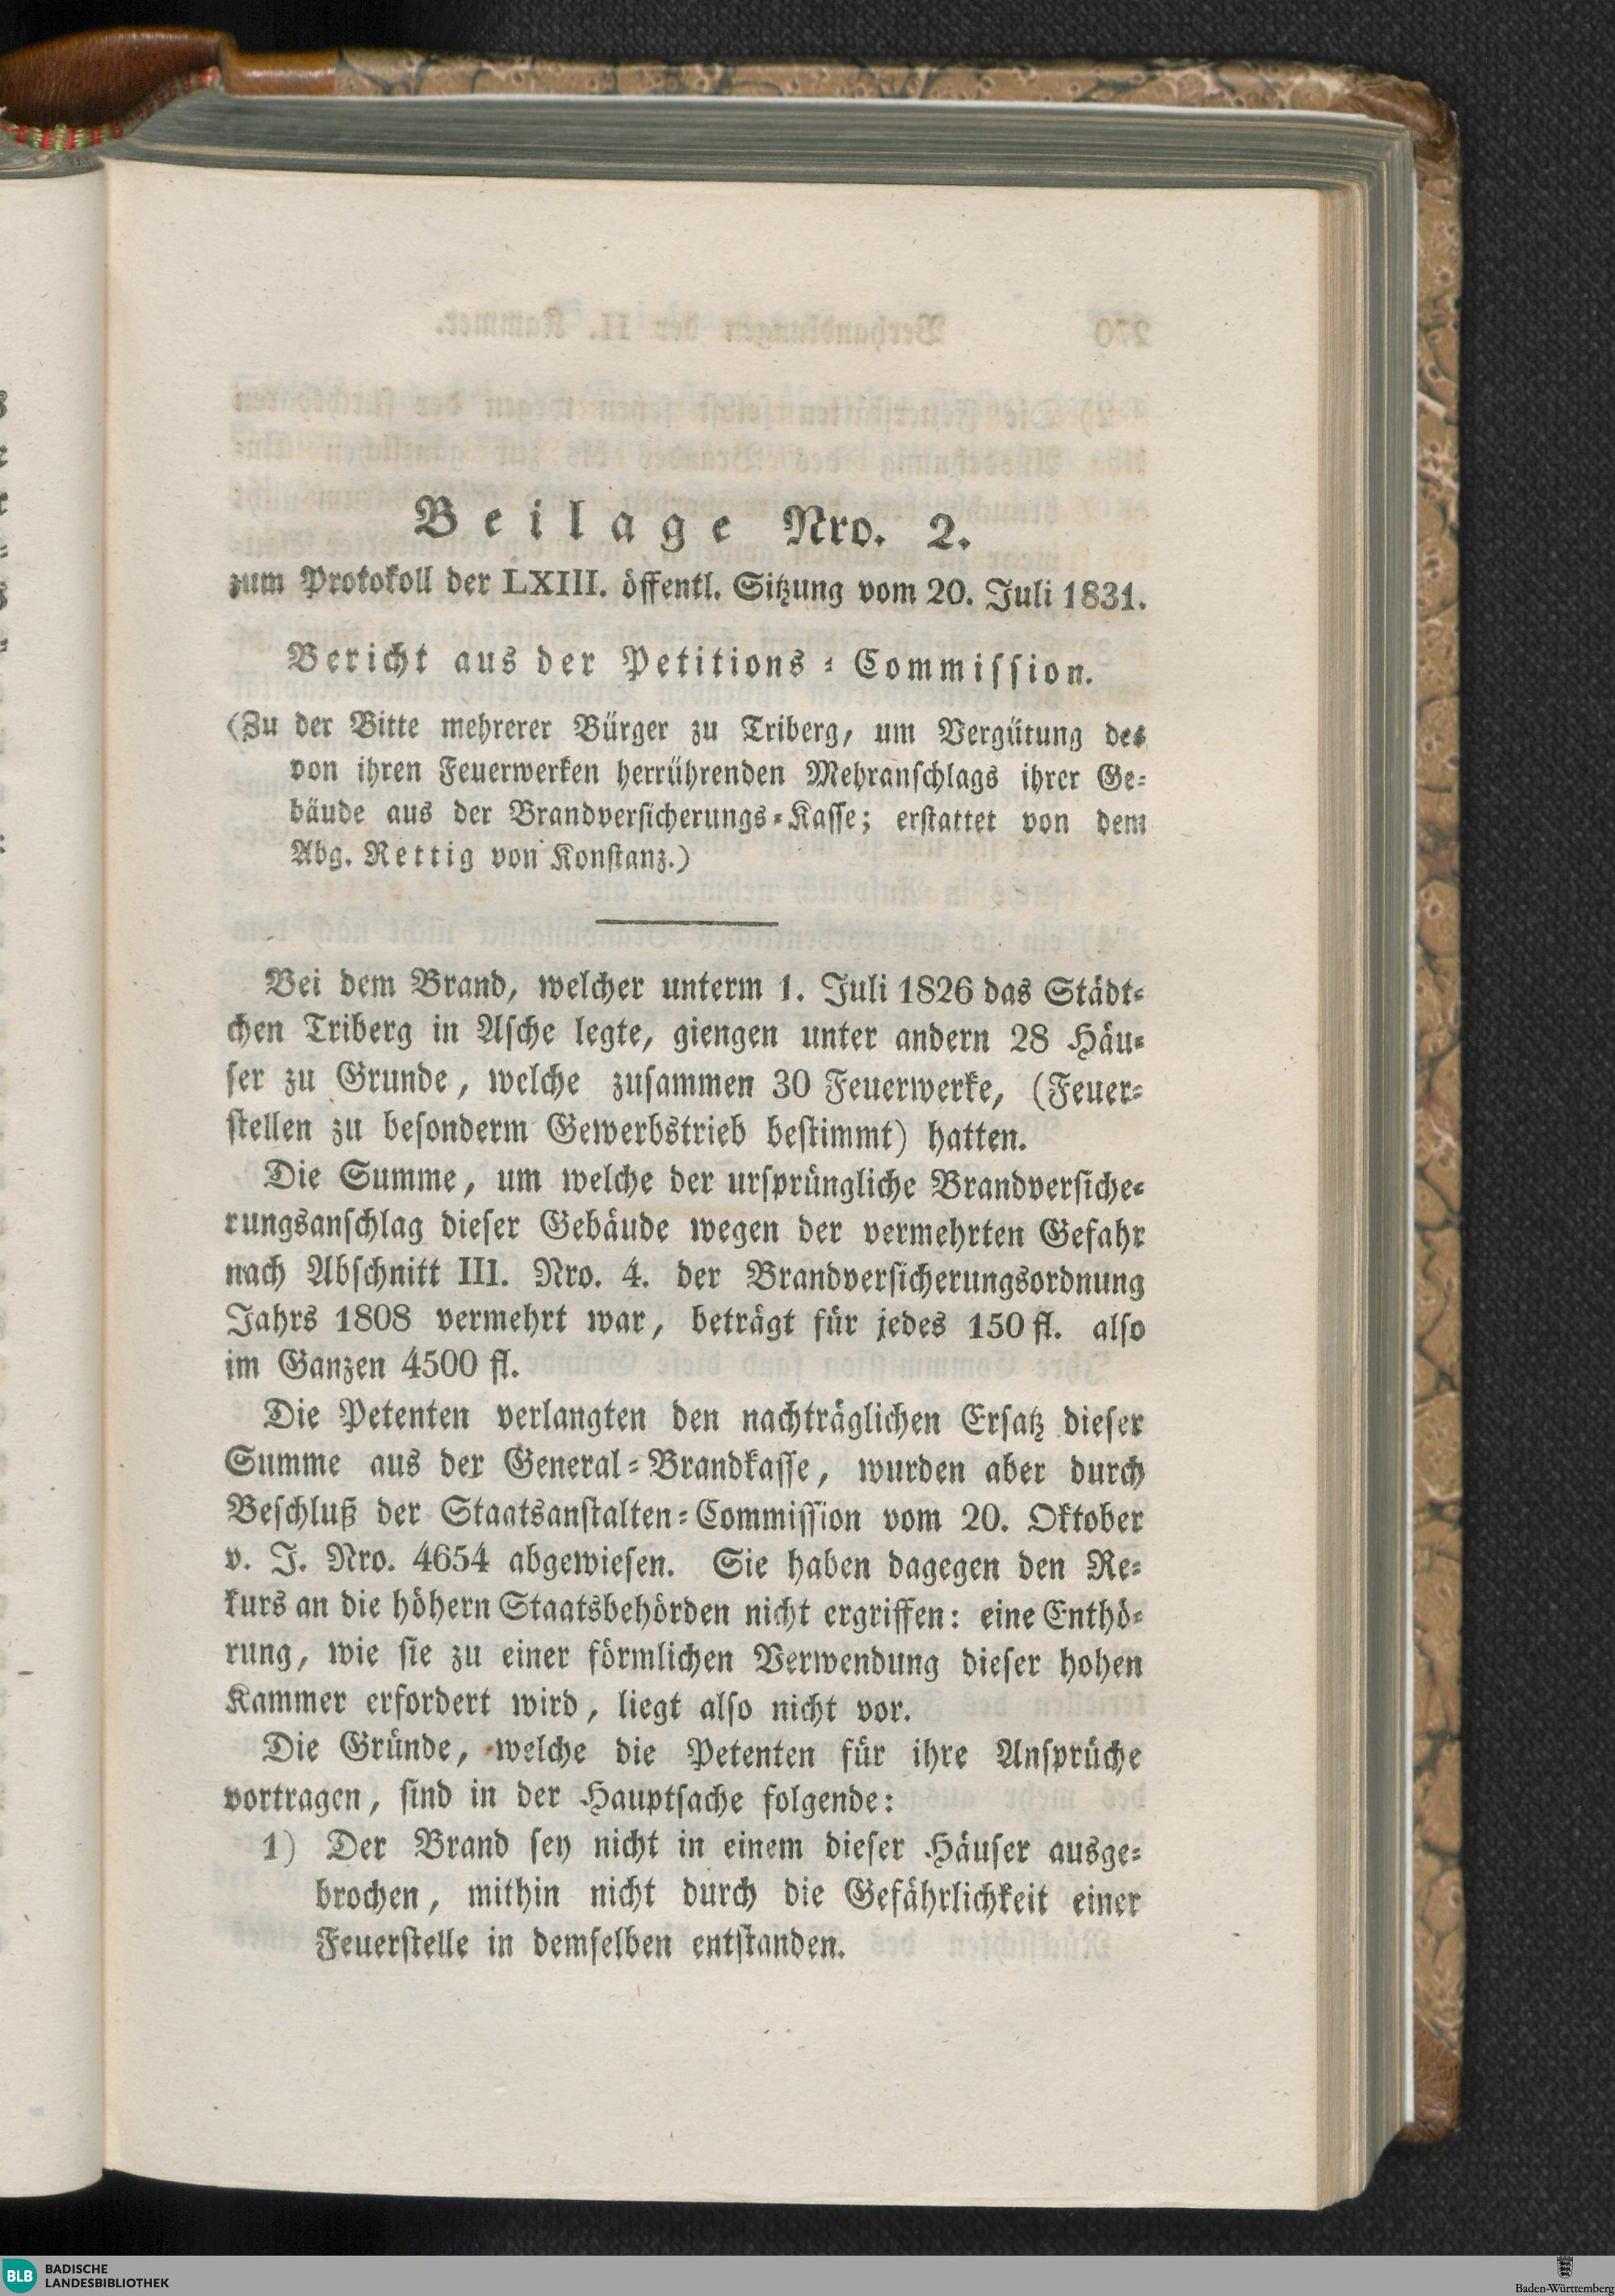 Beilage Nro. 2.
zum Protokoll der LXIII. öffentl. Sitzung vom 20. Juli 1831.
Bericht aus der Petitions-Commission.
(Zu der Bitte mehrerer Bürger zu Triberg, um Vergütung des
von ihren Feuerwerken herrührenden Mehranschlags ihrer Ge-
bäude aus der Brandversicherungs-Kasse; erstattet von dem
Abg. Rettig von Konstanz.)
Bei dem Brand, welcher unterm 1. Juli 1826 das Städt-
chen Triberg in Asche legte, giengen unter andern 28 Häu-
ser zu Grunde, welche zusammen 30 Feuerwerke, (Feuer-
stellen zu besonderm Gewerbstrieb bestimmt) hatten.
Die Summe, um welche der ursprüngliche Brandversiche-
rungsanschlag dieser Gebäude wegen der vermehrten Gefahr
nach Abschnitt III. Nro. 4. der Brandversicherungsordnung
Jahrs 1808 vermehrt war, beträgt für jedes 150 fl. also
im Ganzen 4500 fl.
Die Petenten verlangten den nachträglichen Ersatz dieser
Summe aus der General-Brandkasse, wurden aber durch
Beschluß der Staatsanstalten-Commission vom 20. Oktober
v. J. Nro. 4654 abgewiesen. Sie haben dagegen den Re-
kurs an die höhern Staatsbehörden nicht ergriffen: eine Enthö-
rung, wie sie zu einer förmlichen Verwendung dieser hohen
Kammer erfordert wird, liegt also nicht vor.
Die Gründe, welche die Petenten für ihre Ansprüche
vortragen, sind in der Hauptsache folgende:
1) Der Brand sey nicht in einem dieser Häuser ausge-
brochen, mithin nicht durch die Gefährlichkeit einer
Feuerstelle in demselben entstanden.
BLB BADISCHE
LANDESBIBLIOTHEK
Baden-Württemberg